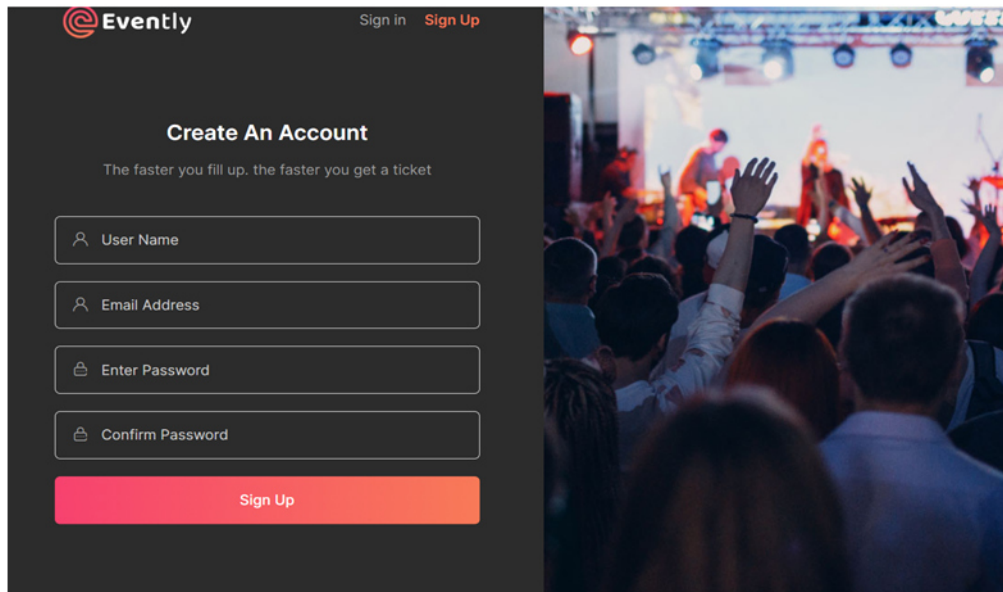 Evently
Sign in Sign Up
Create An Account
The faster you fill up. the faster you get a ticket
User Name
Email Address
Enter Password
Confirm Password
Sign Up